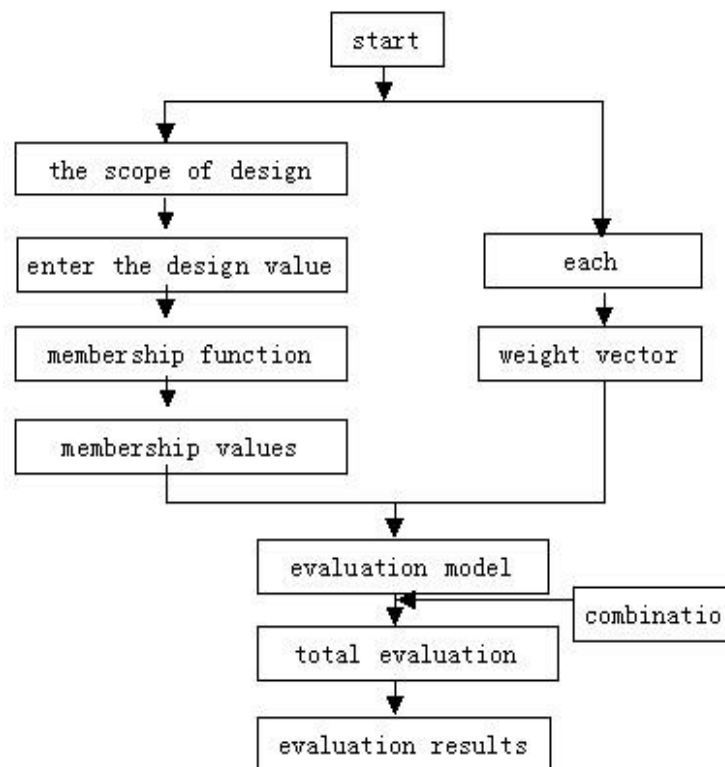 start
the scope of design
enter the design value
each
membership function
weight vector
membership values
evaluation model
combinatio
total evaluation
evaluation results